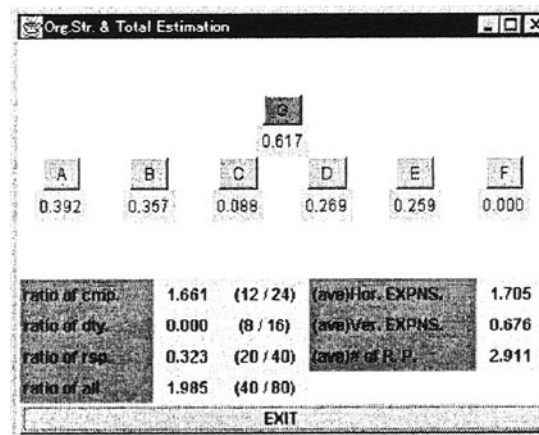 Org.Str. & Total Estimation
G
0.617
A B C D E F
0.392 0.357 0.088 0.269 0.259 0.000
ratio of cmp. 1.661 (12 / 24) (ave)Hor. EXPNS. 1.705
ratio of dty. 0.000 (8 / 16) (ave)Ver. EXPNS. 0.676
ratio of rsp. 0.323 (20 / 40) (ave)# of R. P. 2.911
ratio of all 1.985 (40 / 80)
EXIT